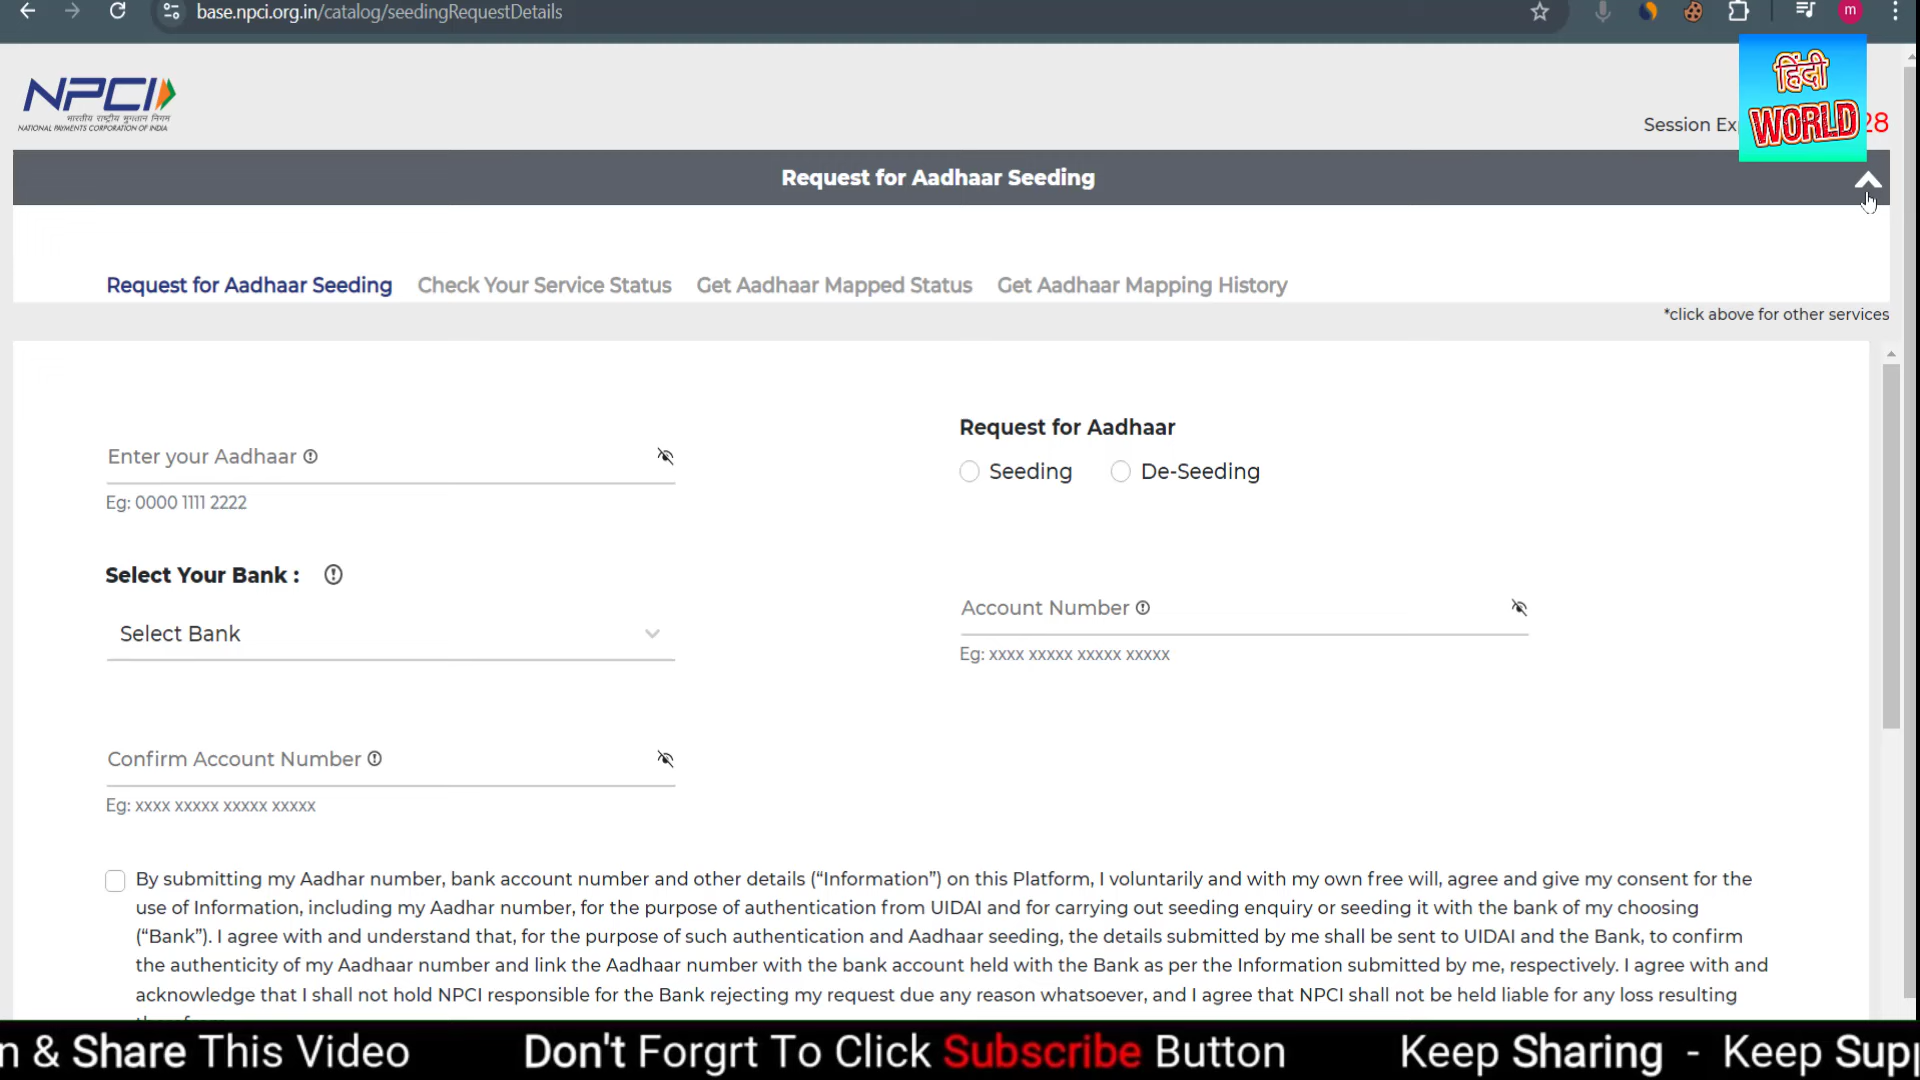 base.npci.org.in/catalog/seedingRequestDetails
m
NPCI
भारतीय राष्ट्रीय भुगतान निगम
NATIONAL PAYMENTS CORPORATION OF INDIA
हिंदी
WORLD
Session Ex
28
Request for Aadhaar Seeding
Request for Aadhaar Seeding Check Your Service Status Get Aadhaar Mapped Status Get Aadhaar Mapping History
*click above for other services
Request for Aadhaar
Enter your Aadhaar
Seeding De-Seeding
Eg: 0000 1111 2222
Select Your Bank :
Account Number
Select Bank
Eg: xxxx xxxxx xxxxx xxxxx
Confirm Account Number
Eg: xxxx xxxxx xxxxx xxxxx
By submitting my Aadhar number, bank account number and other details (“Information”) on this Platform, I voluntarily and with my own free will, agree and give my consent for the
use of Information, including my Aadhar number, for the purpose of authentication from UIDAI and for carrying out seeding enquiry or seeding it with the bank of my choosing
(“Bank”). I agree with and understand that, for the purpose of such authentication and Aadhaar seeding, the details submitted by me shall be sent to UIDAI and the Bank, to confirm
the authenticity of my Aadhaar number and link the Aadhaar number with the bank account held with the Bank as per the Information submitted by me, respectively. I agree with and
acknowledge that I shall not hold NPCI responsible for the Bank rejecting my request due any reason whatsoever, and I agree that NPCI shall not be held liable for any loss resulting
n & Share This Video Don't Forgrt To Click Subscribe Button Keep Sharing - Keep Supp